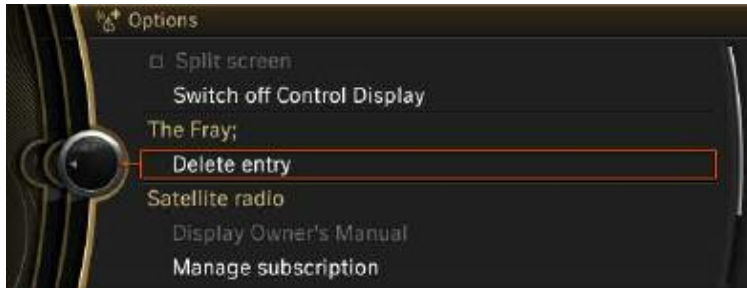 Options
Split screen
Switch off Control Display
The Fray;
Delete entry
Satellite radio
Display Owner's Manual
Manage subscription